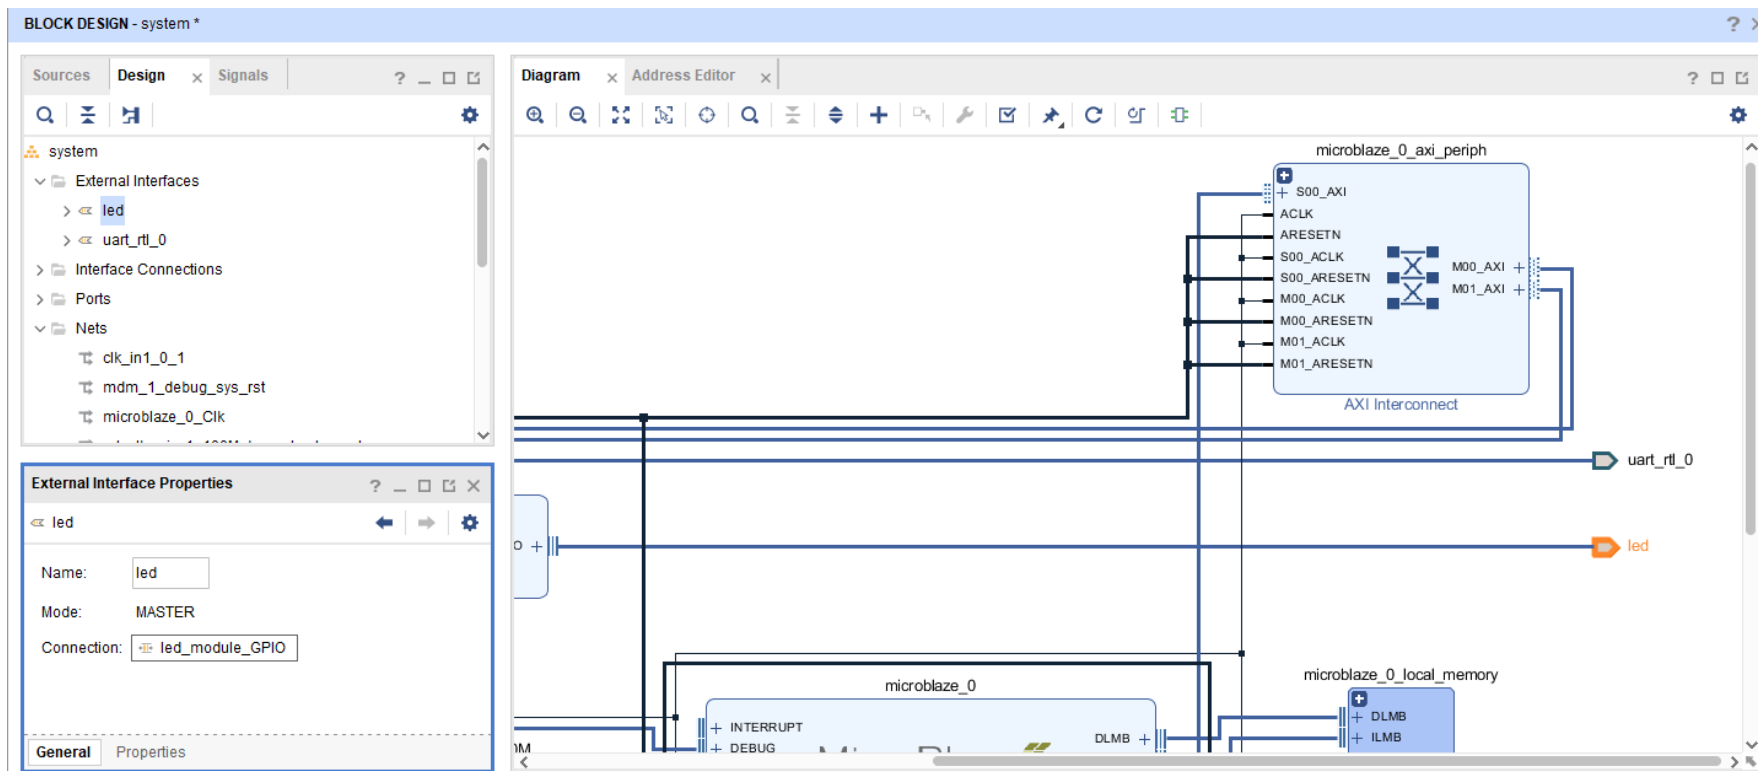 BLOCK DESIGN - system *
Sources Design Signals
system
External Interfaces
led
uart_rtl_0
Interface Connections
Ports
Nets
clk_in1_0_1
mdm_1_debug_sys_rst
microblaze_0_Clk
External Interface Properties
led
Name: led
Mode: MASTER
Connection: led_module_GPIO
General Properties
Diagram Address Editor
microblaze_0_axi_periph
S00_AXI
ACLK
ARESETN
S00_ACLK
S00_ARESETN
M00_ACLK
M00_ARESETN
M01_ACLK
M01_ARESETN
M00_AXI
M01_AXI
AXI Interconnect
uart_rtl_0
led
microblaze_0
INTERRUPT
DEBUG
DLMB
microblaze_0_local_memory
DLMB
ILMB